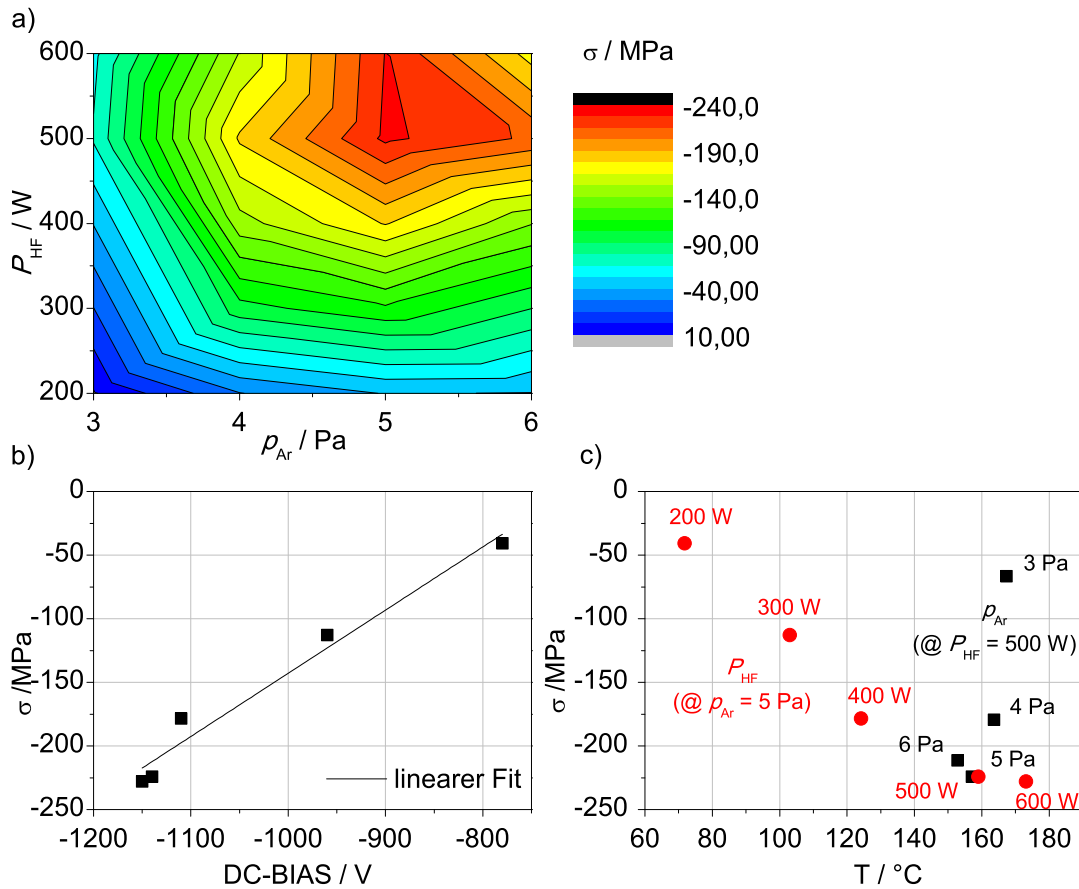 a)
σ / MPa
600
500
400
300
200
P_HF / W
3
4
5
6
p_Ar / Pa
-240,0
-190,0
-140,0
-90,00
-40,00
10,00
b)
0
-50
-100
-150
-200
-250
σ /MPa
linearer Fit
-1200
-1100
-1000
-900
-800
DC-BIAS / V
c)
0
-50
-100
-150
-200
-250
σ /MPa
200 W
3 Pa
300 W
p_Ar
(@ P_HF = 500 W)
P_HF
(@ p_Ar = 5 Pa)
400 W
4 Pa
6 Pa
5 Pa
500 W
600 W
60
80
100
120
140
160
180
T / °C